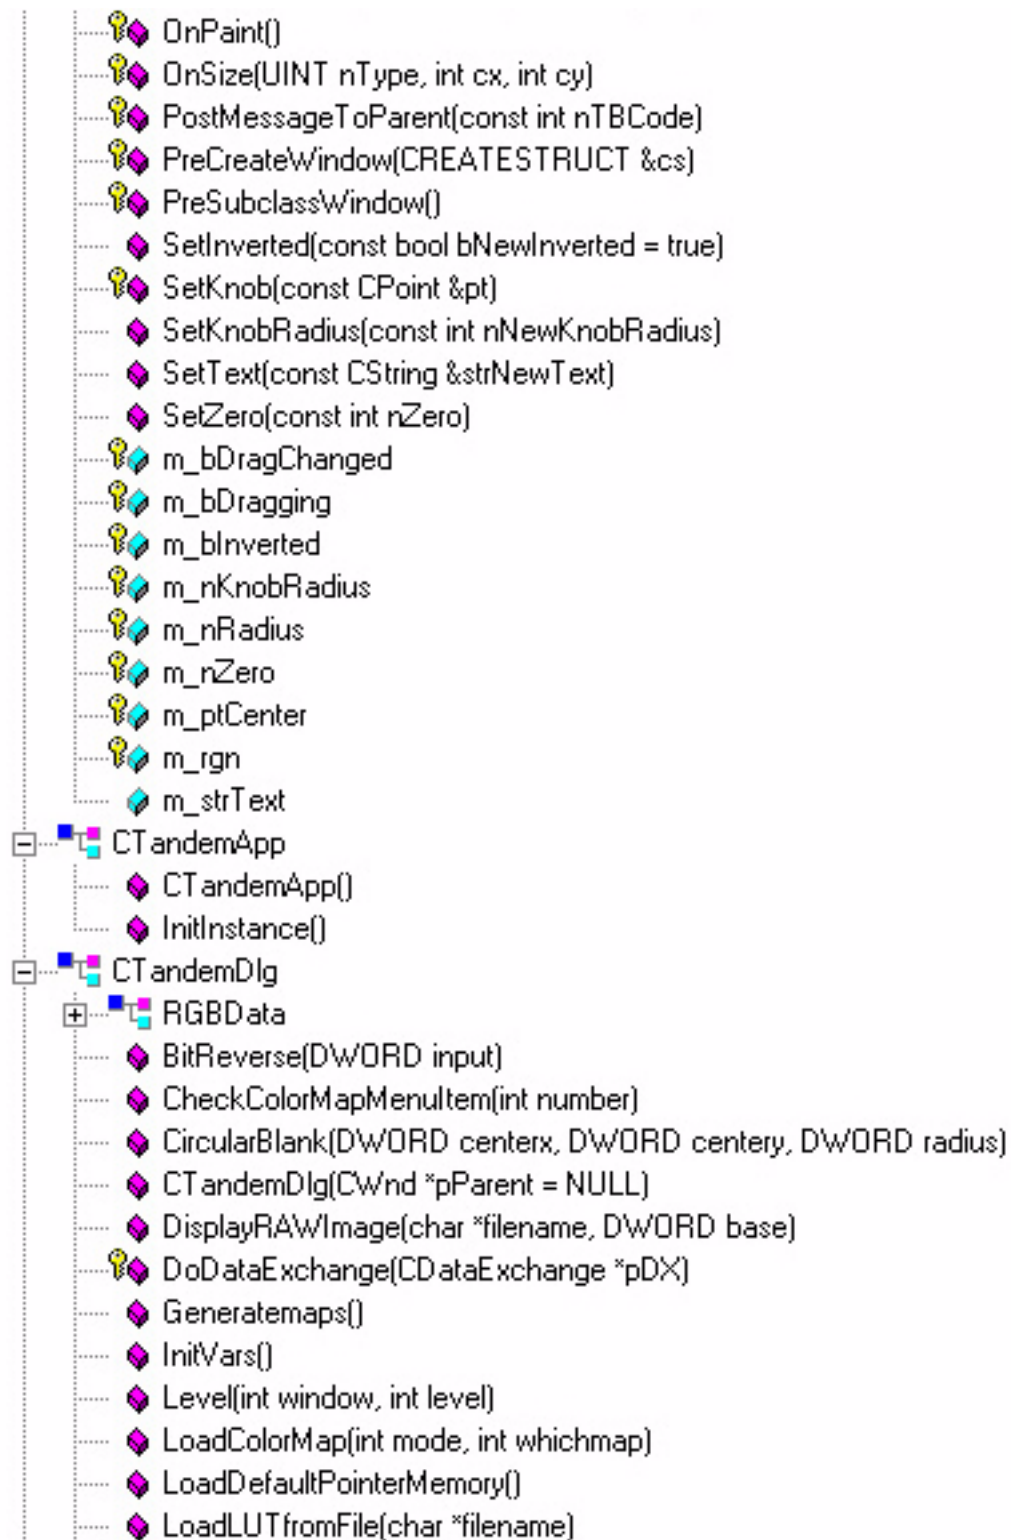 OnPaint()
OnSize(UINT nType, int cx, int cy)
PostMessageToParent(const int nTBCode)
PreCreateWindow(CREATESTRUCT &cs)
PreSubclassWindow()
SetInverted(const bool bNewInverted = true)
SetKnob(const CPoint &pt)
SetKnobRadius(const int nNewKnobRadius)
SetText(const CString &strNewText)
SetZero(const int nZero)
m_bDragChanged
m_bDragging
m_bInverted
m_nKnobRadius
m_nRadius
m_nZero
m_ptCenter
m_rgn
m_strText
CTandemApp
CTandemApp()
InitInstance()
CTandemDlg
RGBData
BitReverse(DWORD input)
CheckColorMapMenuItem(int number)
CircularBlank(DWORD centerx, DWORD centery, DWORD radius)
CTandemDlg(CWnd *pParent = NULL)
DisplayRAWImage(char *filename, DWORD base)
DoDataExchange(CDataExchange *pDX)
Generatemaps()
InitVars()
Level(int window, int level)
LoadColorMap(int mode, int whichmap)
LoadDefaultPointerMemory()
LoadLUTfromFile(char *filename)